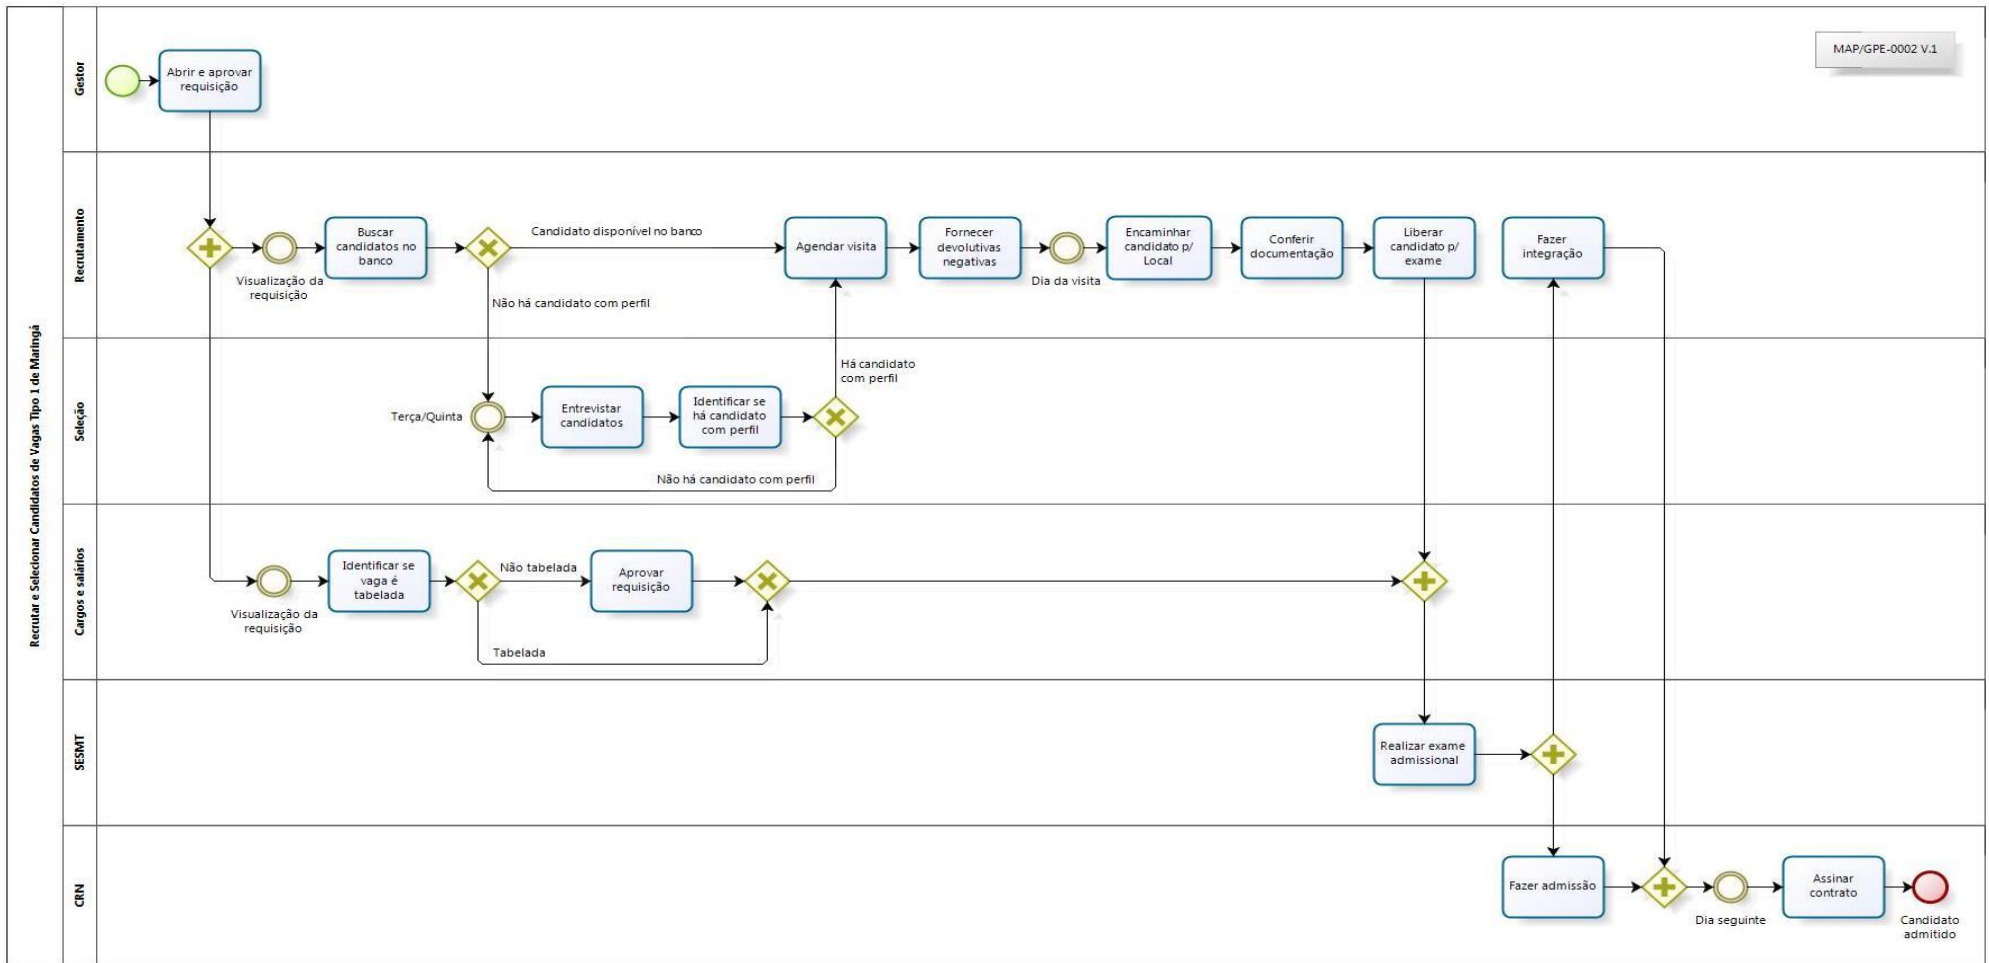 Recrutar e Selecionar Candidatos de Vagas Tipo 1 de Maringá
Gestor
Abrir e aprovar
requisição
MAP/GPE-0002 V.1
Recrutamento
Visualização da
requisição
Buscar
candidatos no
banco
Candidato disponível no banco
Não há candidato com perfil
Agendar visita
Fornecer
devolutivas
negativas
Dia da visita
Encaminhar
candidato p/
Local
Conferir
documentação
Liberar
candidato p/
exame
Fazer
integração
Seleção
Terça/Quinta
Entrevistar
candidatos
Identificar se
há candidato
com perfil
Há candidato
com perfil
Não há candidato com perfil
Cargos e salários
Visualização da
requisição
Identificar se
vaga é
tabelada
Não tabelada
Aprovar
requisição
Tabelada
SESMT
Realizar exame
admissional
CRN
Fazer admissão
Dia seguinte
Assinar
contrato
Candidato
admitido